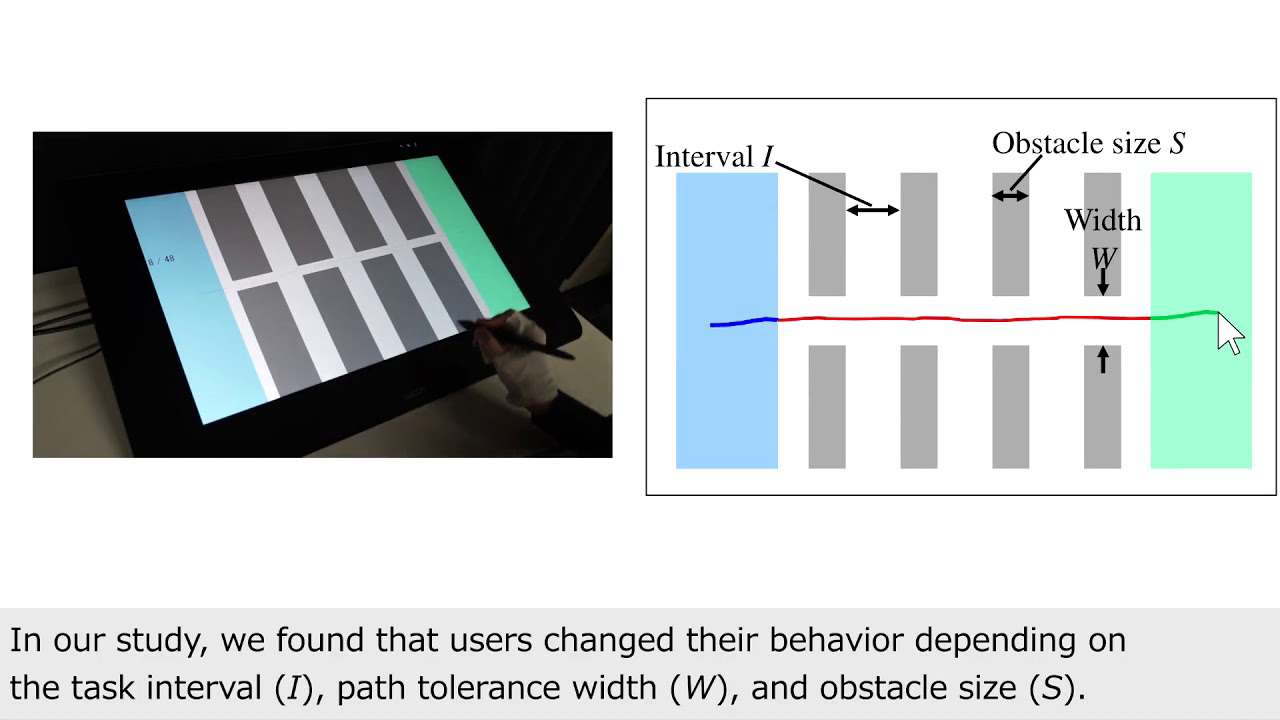 8 / 48
Interval I
Obstacle size S
Width
W
In our study, we found that users changed their behavior depending on
the task interval (I), path tolerance width (W), and obstacle size (S).